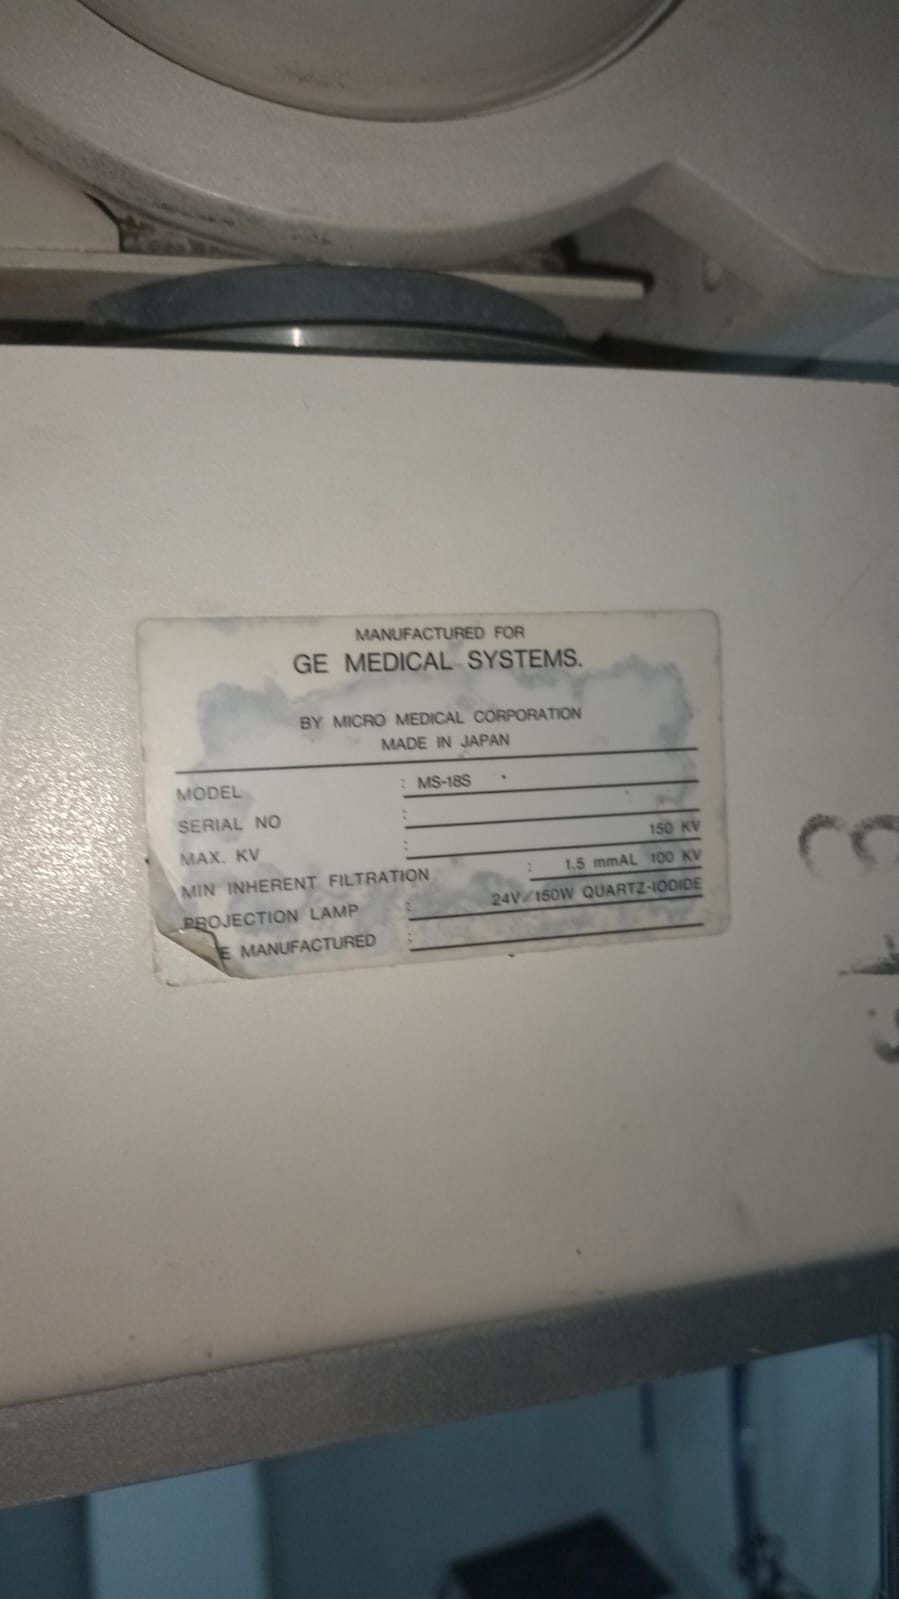 MANUFACTURED FOR
GE MEDICAL SYSTEMS.
BY MICRO MEDICAL CORPORATION
MADE IN JAPAN
MODEL : MS-18S
SERIAL NO :
MAX. KV : 150 KV
MIN INHERENT FILTRATION : 1.5 mmAL 100 KV
PROJECTION LAMP : 24V/150W QUARTZ-IODIDE
E MANUFACTURED :